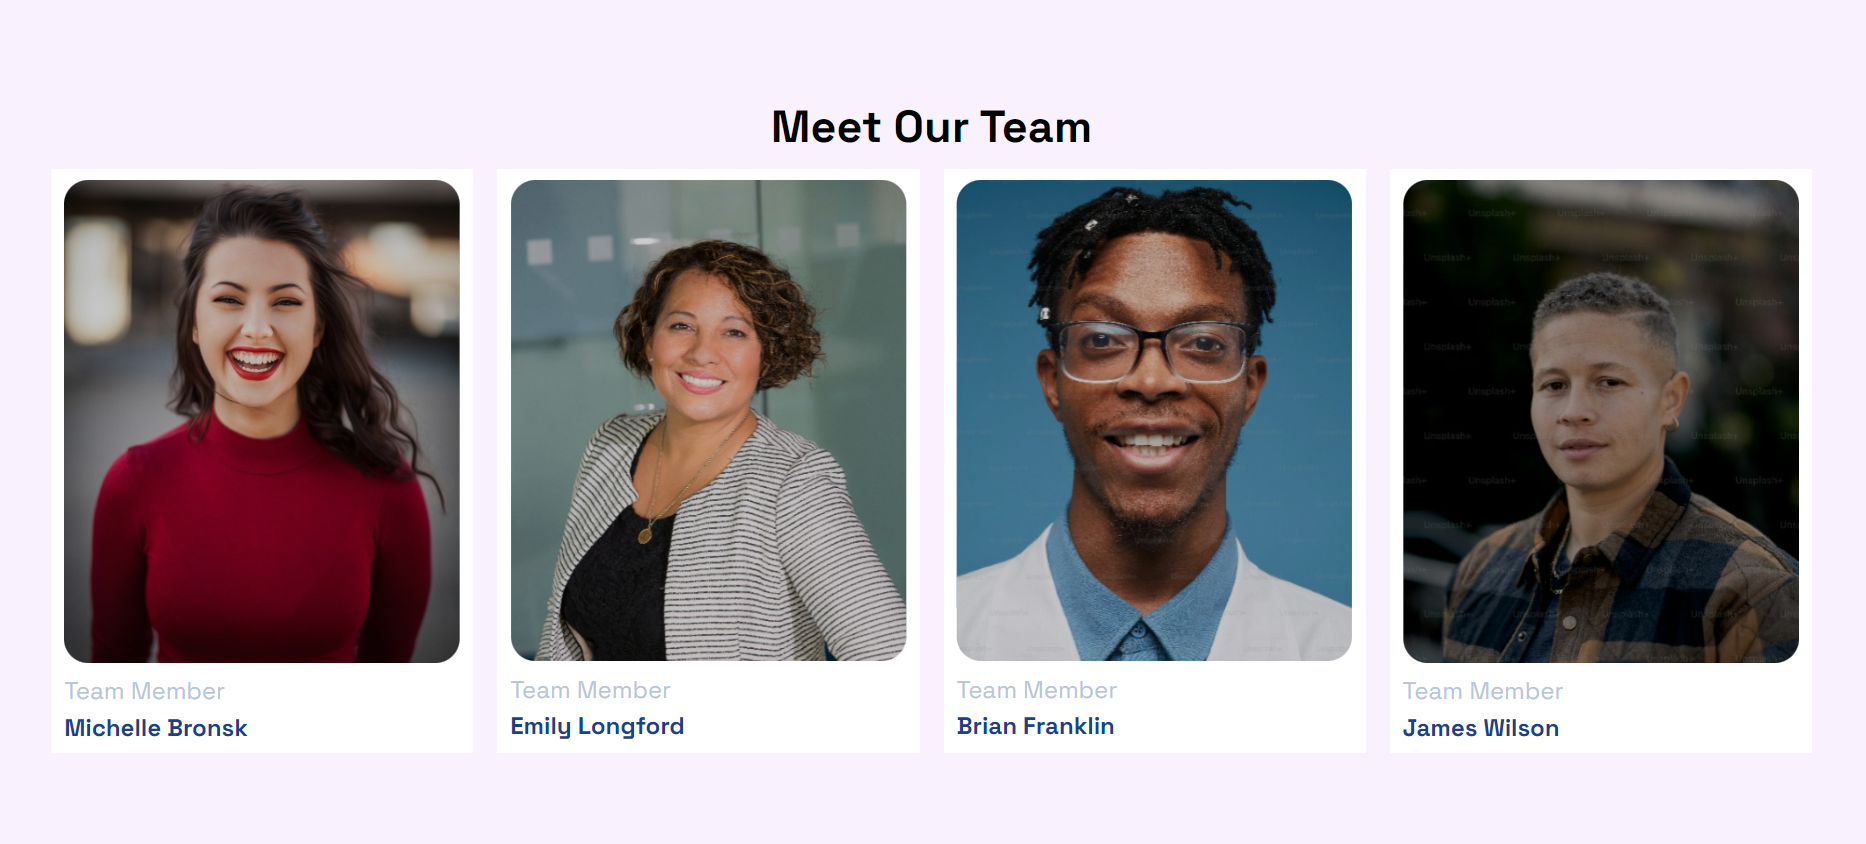 Meet Our Team
Team Member
Michelle Bronsk
Team Member
Emily Longford
Team Member
Brian Franklin
Team Member
James Wilson
Unsplash+